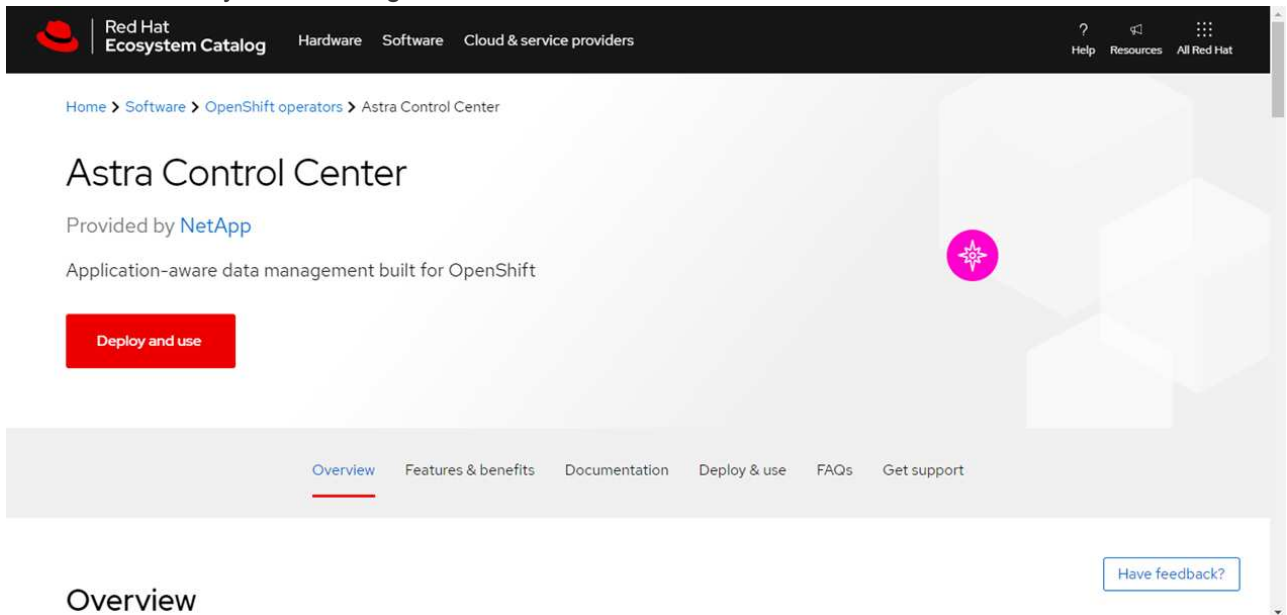 Red Hat
Ecosystem Catalog
Hardware Software Cloud & service providers
? Help Resources All Red Hat
Home > Software > OpenShift operators > Astra Control Center
Astra Control Center
Provided by NetApp
Application-aware data management built for OpenShift
Deploy and use
Overview Features & benefits Documentation Deploy & use FAQs Get support
Have feedback?
Overview